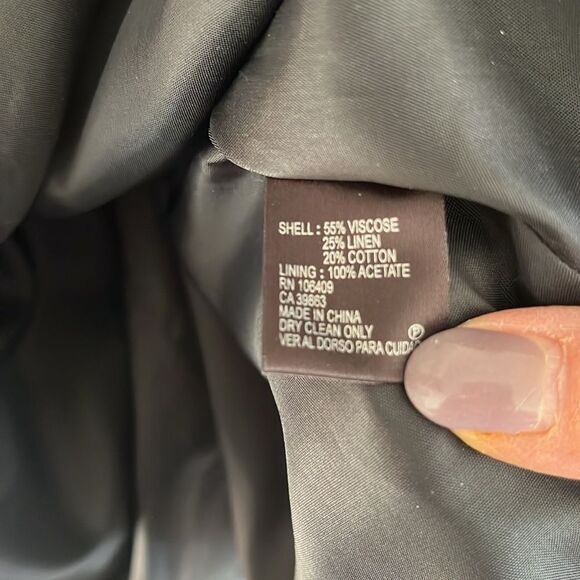 SHELL : 55% VISCOSE
25% LINEN
20% COTTON
LINING : 100% ACETATE
RN 106409
CA 39663
MADE IN CHINA
DRY CLEAN ONLY Ⓟ
VER AL DORSO PARA